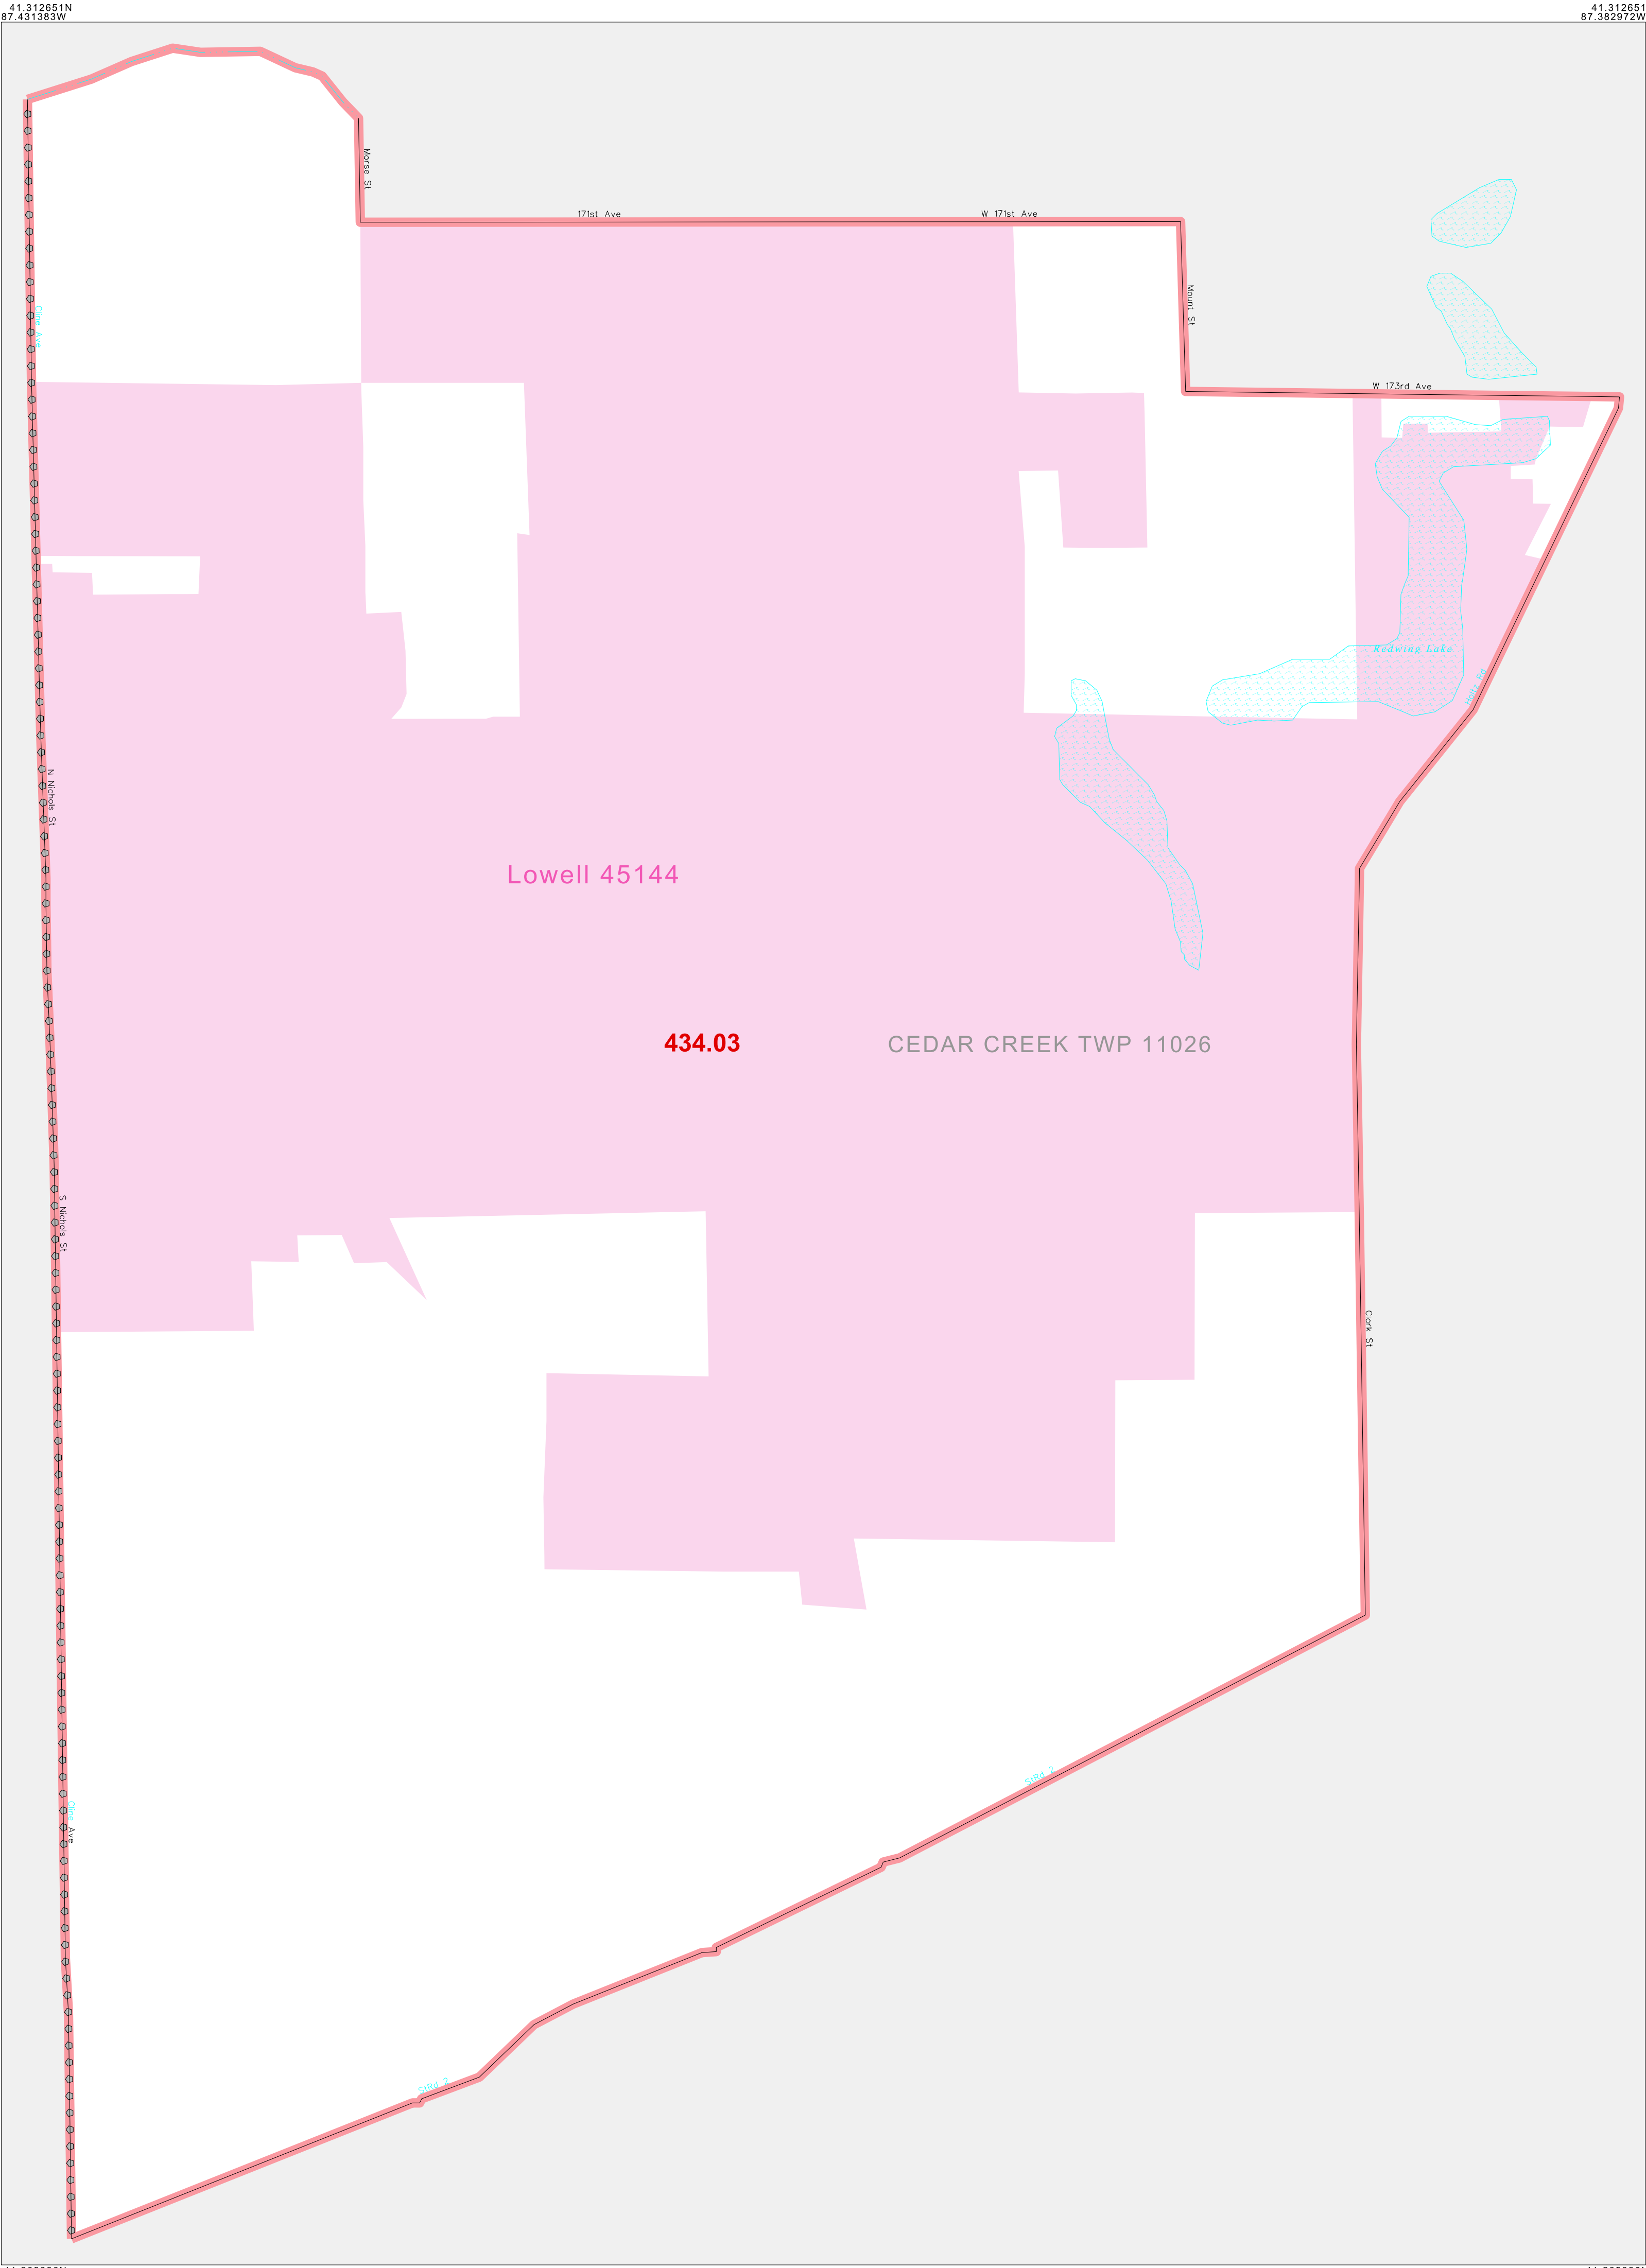 41.312651N
87.431383W
41.312651
87.382972W
Morse St
171st Ave
W 171st Ave
Mount St
W 173rd Ave
Redwing Lake
Holtz Rd
N Nichols St
Lowell 45144
434.03
CEDAR CREEK TWP 11026
S Nichols St
Clark St
StRd 2
Cline Ave
StRd 2